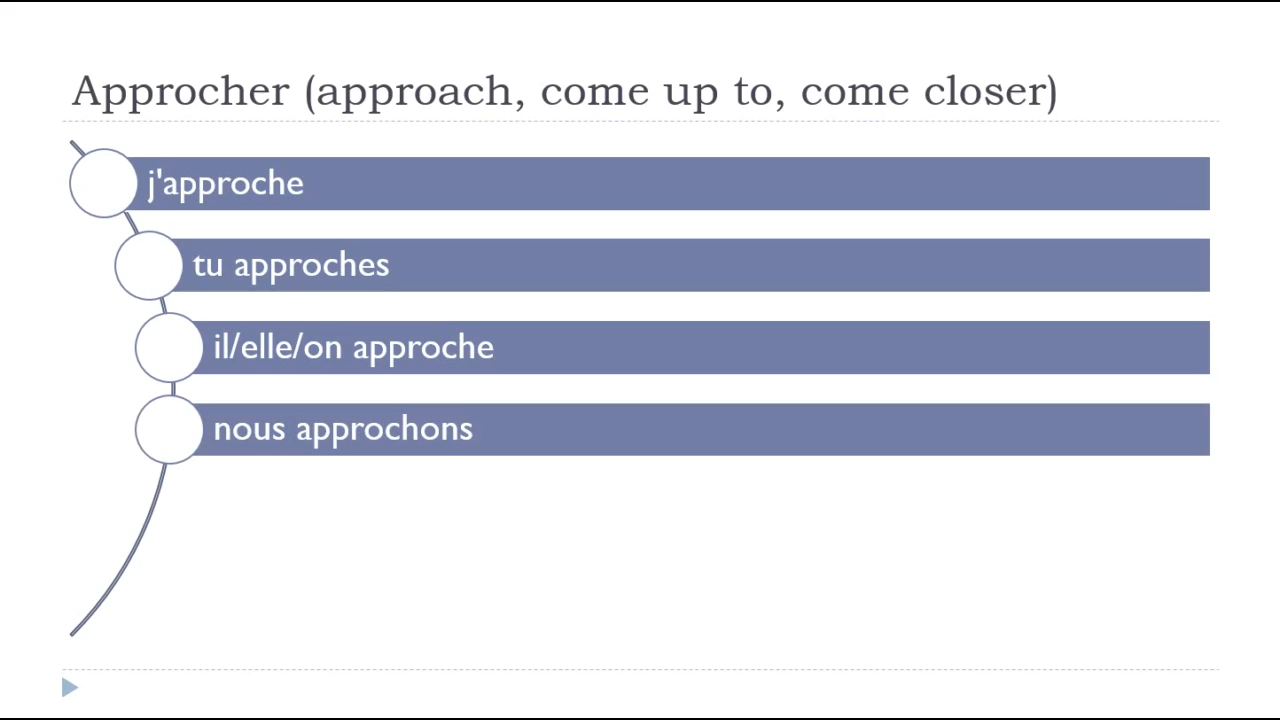 Approcher (approach, come up to, come closer)
j'approche
tu approches
il/elle/on approche
nous approchons